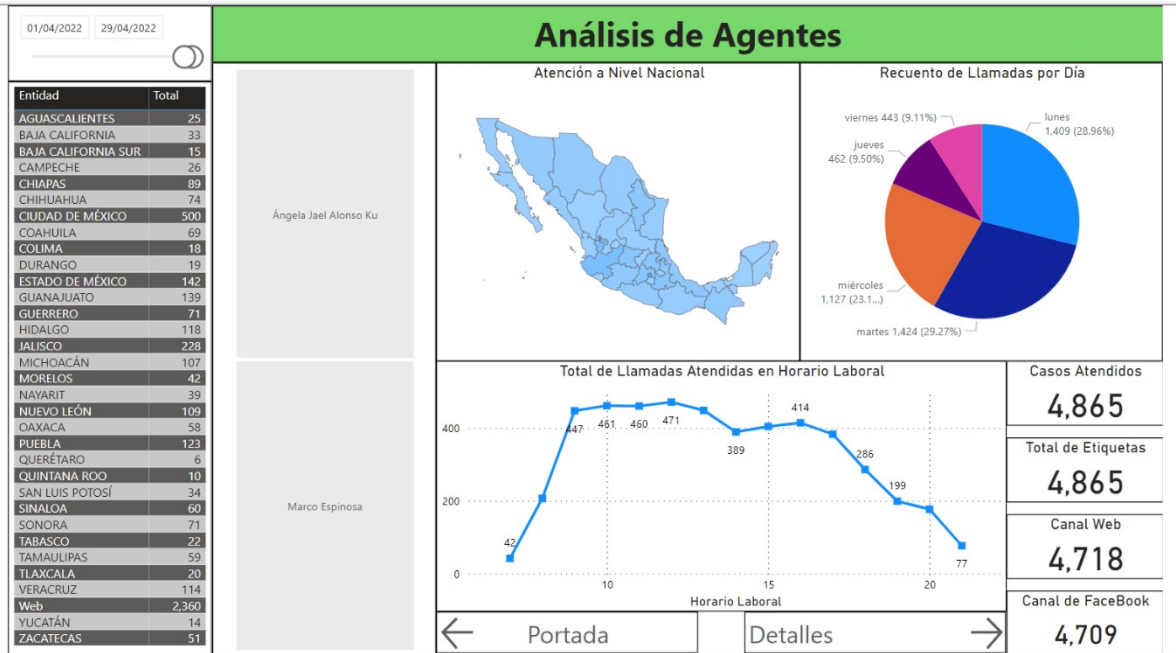 01/04/2022 29/04/2022
Análisis de Agentes
Entidad Total
AGUASCALIENTES 25
BAJA CALIFORNIA 33
BAJA CALIFORNIA SUR 15
CAMPECHE 26
CHIAPAS 89
CHIHUAHUA 74
CIUDAD DE MÉXICO 500
COAHUILA 69
COLIMA 18
DURANGO 19
ESTADO DE MÉXICO 142
GUANAJUATO 139
GUERRERO 71
HIDALGO 118
JALISCO 228
MICHOACÁN 107
MORELOS 42
NAYARIT 39
NUEVO LEÓN 109
OAXACA 58
PUEBLA 123
QUERÉTARO 6
QUINTANA ROO 10
SAN LUIS POTOSÍ 34
SINALOA 60
SONORA 71
TABASCO 22
TAMAULIPAS 59
TLAXCALA 20
VERACRUZ 114
Web 2,360
YUCATÁN 14
ZACATECAS 51
Ángela Jael Alonso Ku
Marco Espinosa
Atención a Nivel Nacional
Recuento de Llamadas por Día
viernes 443 (9.11%)
lunes
1,409 (28.96%)
jueves
462 (9.50%)
miércoles
1,127 (23.1...)
martes 1,424 (29.27%)
Total de Llamadas Atendidas en Horario Laboral
400
200
0
42
447
461
460
471
389
414
286
199
77
10 15 20
Horario Laboral
Casos Atendidos
4,865
Total de Etiquetas
4,865
Canal Web
4,718
Canal de FaceBook
4,709
Portada
Detalles